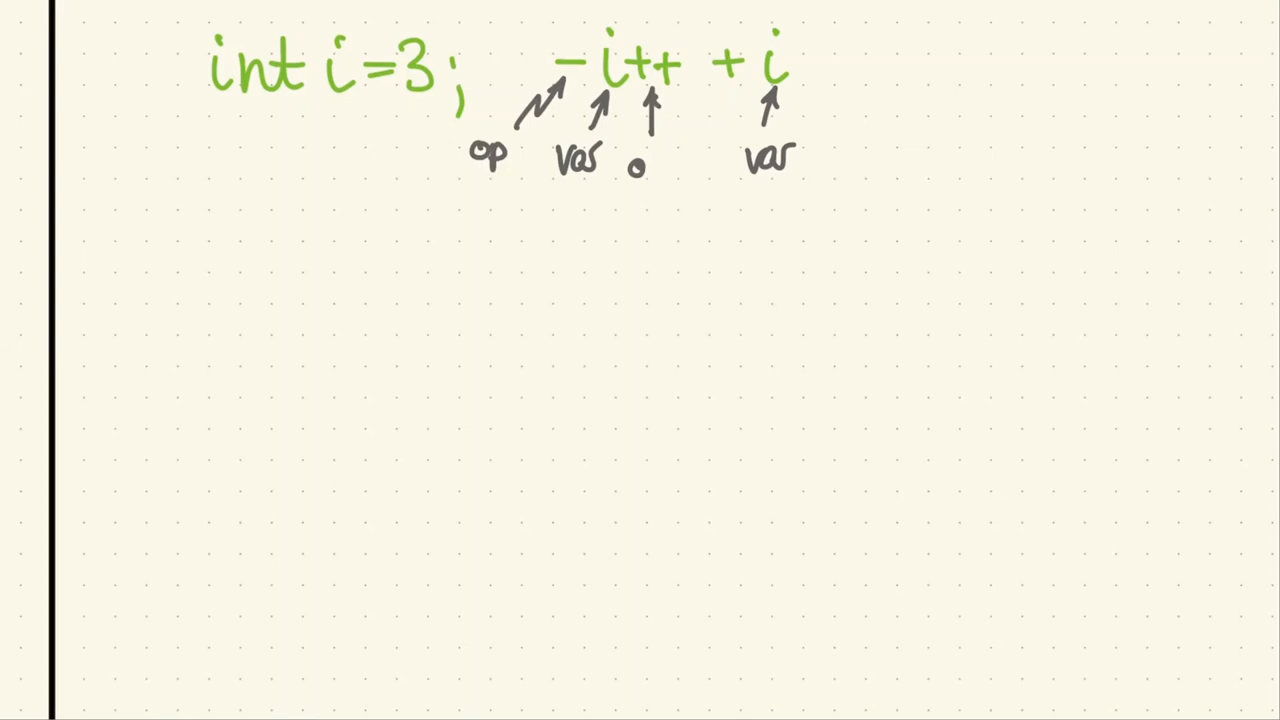 int i=3; -i++ +i
op var o var